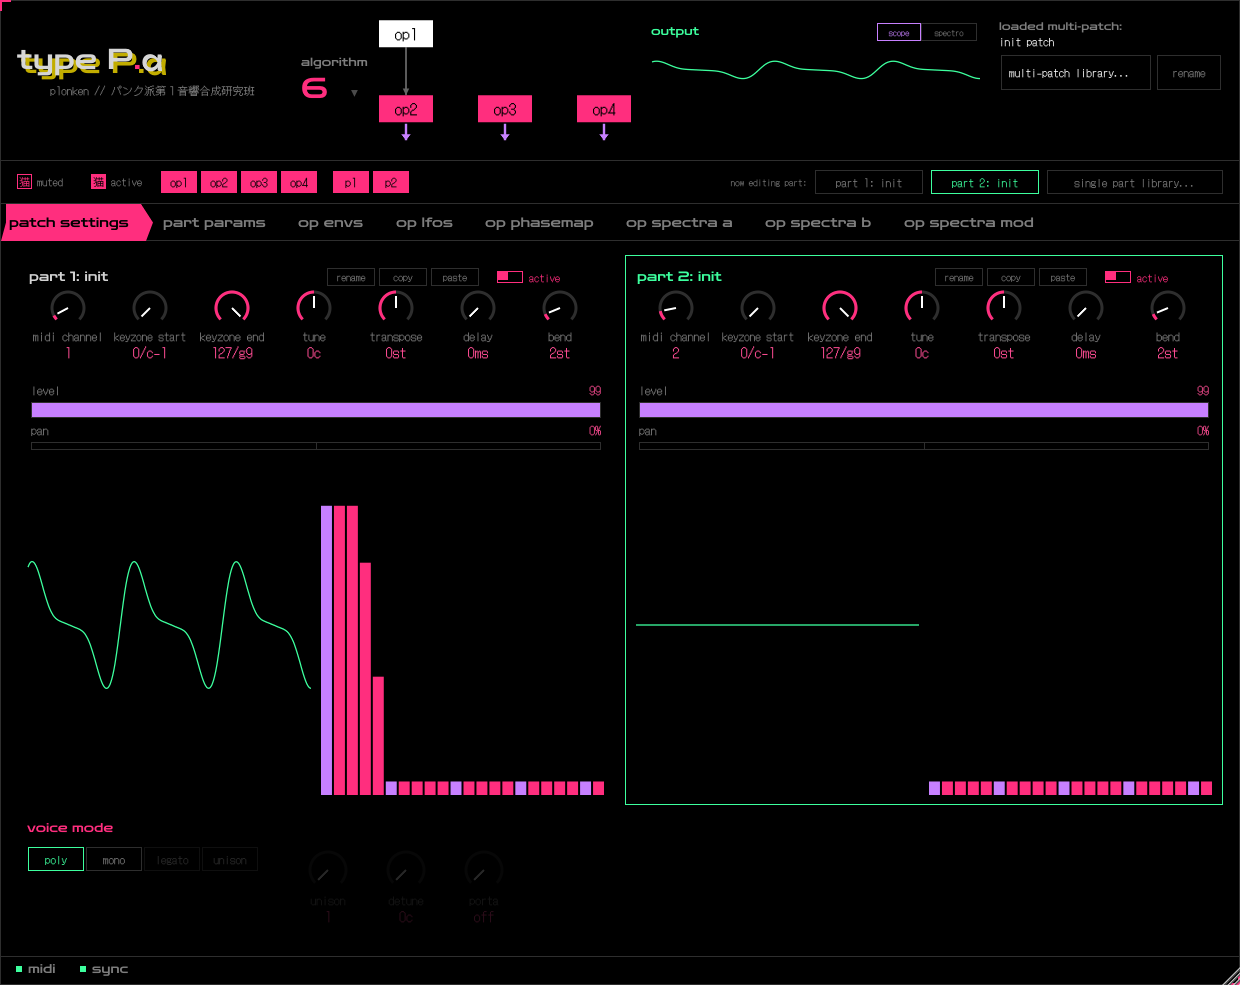 type P.a
plonken // パンク派第１音響合成研究班
algorithm
6
op1
op2
op3
op4
output
scope
spectro
loaded multi-patch:
init patch
multi-patch library...
rename
猫 muted
猫 active
op1
op2
op3
op4
p1
p2
now editing part:
part 1: init
part 2: init
single part library...
patch settings
part params
op envs
op lfos
op phasemap
op spectra a
op spectra b
op spectra mod
part 1: init
rename
copy
paste
active
midi channel
keyzone start
keyzone end
tune
transpose
delay
bend
1
0/c-1
127/g9
0c
0st
0ms
2st
level
99
pan
0%
part 2: init
rename
copy
paste
active
midi channel
keyzone start
keyzone end
tune
transpose
delay
bend
2
0/c-1
127/g9
0c
0st
0ms
2st
level
99
pan
0%
voice mode
poly
mono
legato
unison
unison
detune
porta
1
0c
off
midi
sync